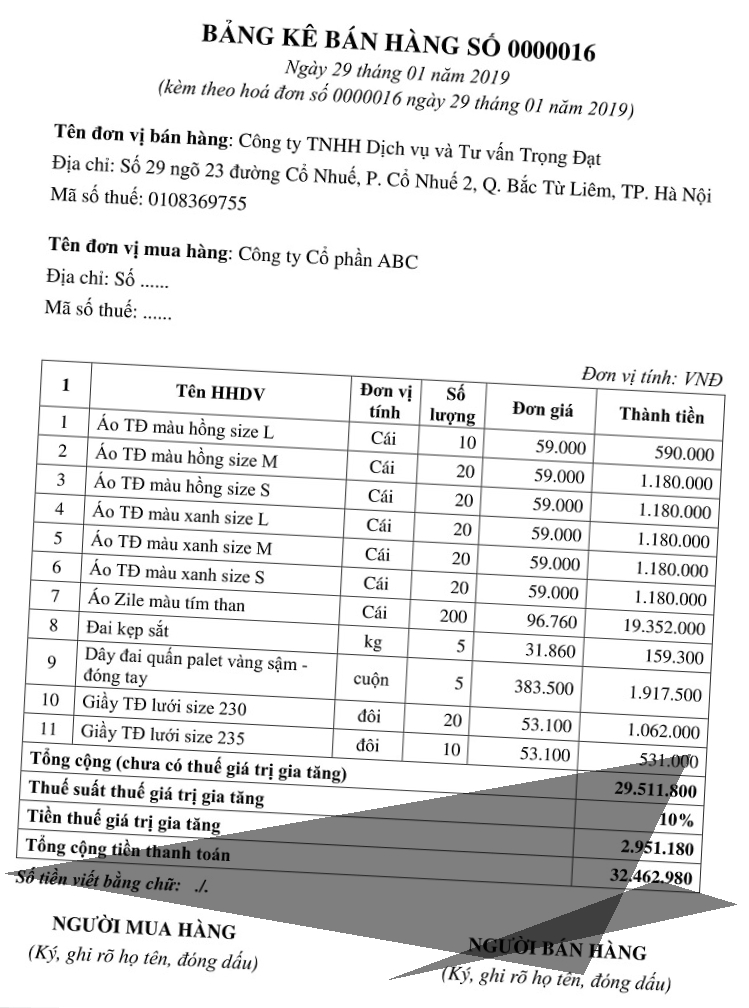 BẢNG KÊ BÁN HÀNG SỐ 0000016
Ngày 29 tháng 01 năm 2019
(kèm theo hoá đơn số 0000016 ngày 29 tháng 01 năm 2019)
Tên đơn vị bán hàng: Công ty TNHH Dịch vụ và Tư vấn Trọng Đạt
Địa chỉ: Số 29 ngõ 23 đường Cổ Nhuế, P. Cổ Nhuế 2, Q. Bắc Từ Liêm, TP. Hà Nội
Mã số thuế: 0108369755
Tên đơn vị mua hàng: Công ty Cổ phần ABC
Địa chỉ: Số ......
Mã số thuế: ......
Đơn vị tính: VNĐ
1 Tên HHDV Đơn vị tính Số lượng Đơn giá Thành tiền
1 Áo TĐ màu hồng size L Cái 10 59.000 590.000
2 Áo TĐ màu hồng size M Cái 20 59.000 1.180.000
3 Áo TĐ màu hồng size S Cái 20 59.000 1.180.000
4 Áo TĐ màu xanh size L Cái 20 59.000 1.180.000
5 Áo TĐ màu xanh size M Cái 20 59.000 1.180.000
6 Áo TĐ màu xanh size S Cái 20 59.000 1.180.000
7 Áo Zile màu tím than Cái 200 96.760 19.352.000
8 Đai kẹp sắt kg 5 31.860 159.300
9 Dây đai quấn palet vàng sậm - đóng tay cuộn 5 383.500 1.917.500
10 Giầy TĐ lưới size 230 đôi 20 53.100 1.062.000
11 Giầy TĐ lưới size 235 đôi 10 53.100 531.000
Tổng cộng (chưa có thuế giá trị gia tăng) 29.511.800
Thuế suất thuế giá trị gia tăng 10%
Tiền thuế giá trị gia tăng 2.951.180
Tổng cộng tiền thanh toán 32.462.980
Số tiền viết bằng chữ: ./.
NGƯỜI MUA HÀNG
(Ký, ghi rõ họ tên, đóng dấu)
NGƯỜI BÁN HÀNG
(Ký, ghi rõ họ tên, đóng dấu)